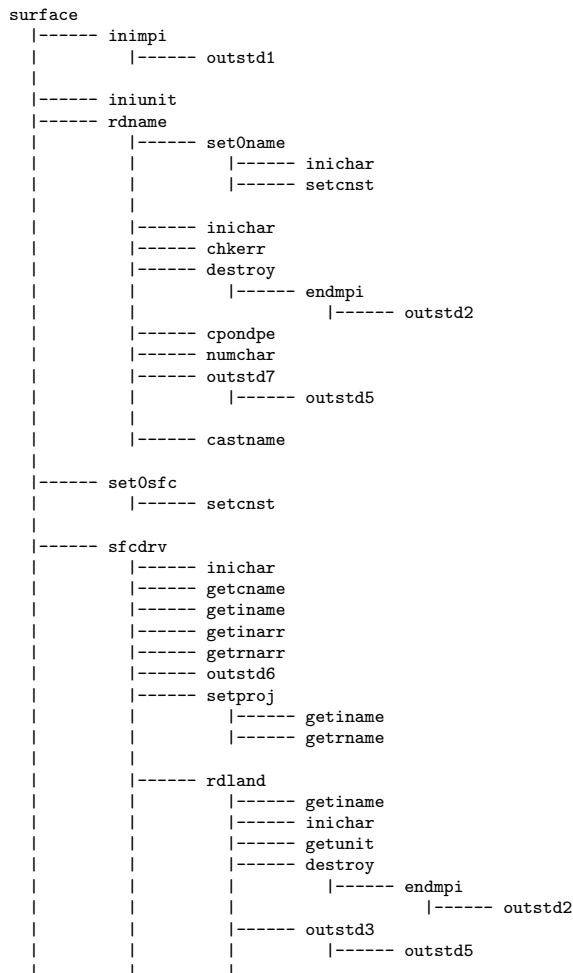 surface
|------ inimpi
| |------ outstd1
|
|------ iniunit
|------ rdname
| |------ set0name
| | |------ inichar
| | |------ setcnst
| |
| |------ inichar
| |------ chkerr
| |------ destroy
| | |------ endmpi
| | |------ outstd2
| |------ cpondpe
| |------ numchar
| |------ outstd7
| | |------ outstd5
| |
| |------ castname
|
|------ set0sfc
| |------ setcnst
|
|------ sfcdrv
| |------ inichar
| |------ getcname
| |------ getiname
| |------ getinarr
| |------ getrnarr
| |------ outstd6
| |------ setproj
| | |------ getiname
| | |------ getrname
| |
| |------ rdland
| | |------ getiname
| | |------ inichar
| | |------ getunit
| | |------ destroy
| | | |------ endmpi
| | | |------ outstd2
| | |------ outstd3
| | | |------ outstd5
| | |